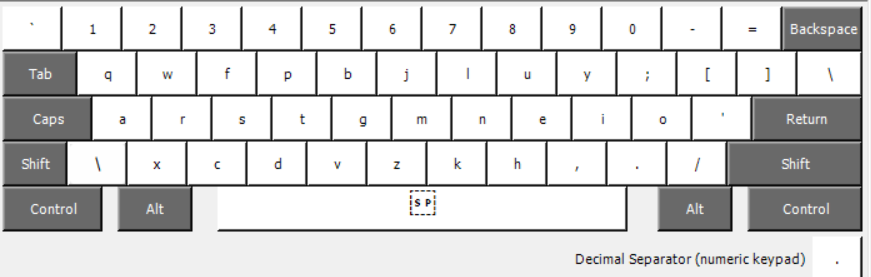 ` 1 2 3 4 5 6 7 8 9 0 - = Backspace
Tab q w f p b j l u y ; [ ] \
Caps a r s t g m n e i o ' Return
Shift \ x c d v z k h , . / Shift
Control Alt SP Alt Control
Decimal Separator (numeric keypad) .